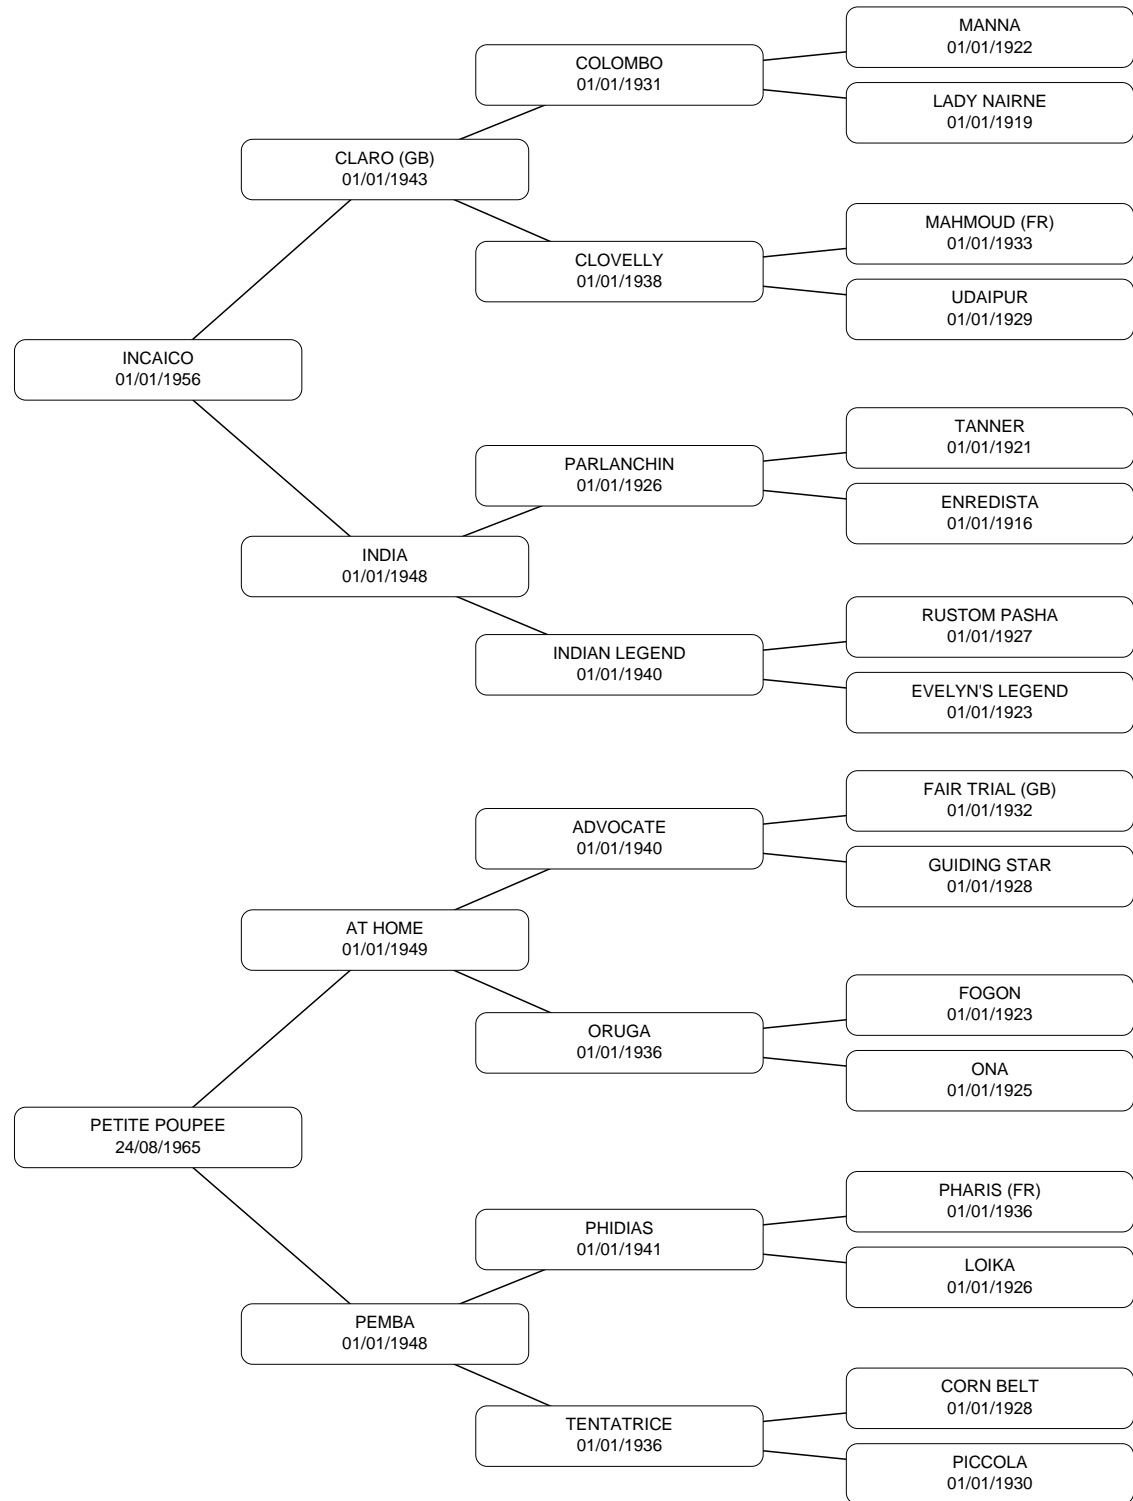 MANNA
01/01/1922
COLOMBO
01/01/1931
LADY NAIRNE
01/01/1919
CLARO (GB)
01/01/1943
MAHMOUD (FR)
01/01/1933
CLOVELLY
01/01/1938
UDAIPUR
01/01/1929
INCAICO
01/01/1956
TANNER
01/01/1921
PARLANCHIN
01/01/1926
ENREDISTA
01/01/1916
INDIA
01/01/1948
RUSTOM PASHA
01/01/1927
INDIAN LEGEND
01/01/1940
EVELYN'S LEGEND
01/01/1923
FAIR TRIAL (GB)
01/01/1932
ADVOCATE
01/01/1940
GUIDING STAR
01/01/1928
AT HOME
01/01/1949
FOGON
01/01/1923
ORUGA
01/01/1936
ONA
01/01/1925
PETITE POUPEE
24/08/1965
PHARIS (FR)
01/01/1936
PHIDIAS
01/01/1941
LOIKA
01/01/1926
PEMBA
01/01/1948
CORN BELT
01/01/1928
TENTATRICE
01/01/1936
PICCOLA
01/01/1930